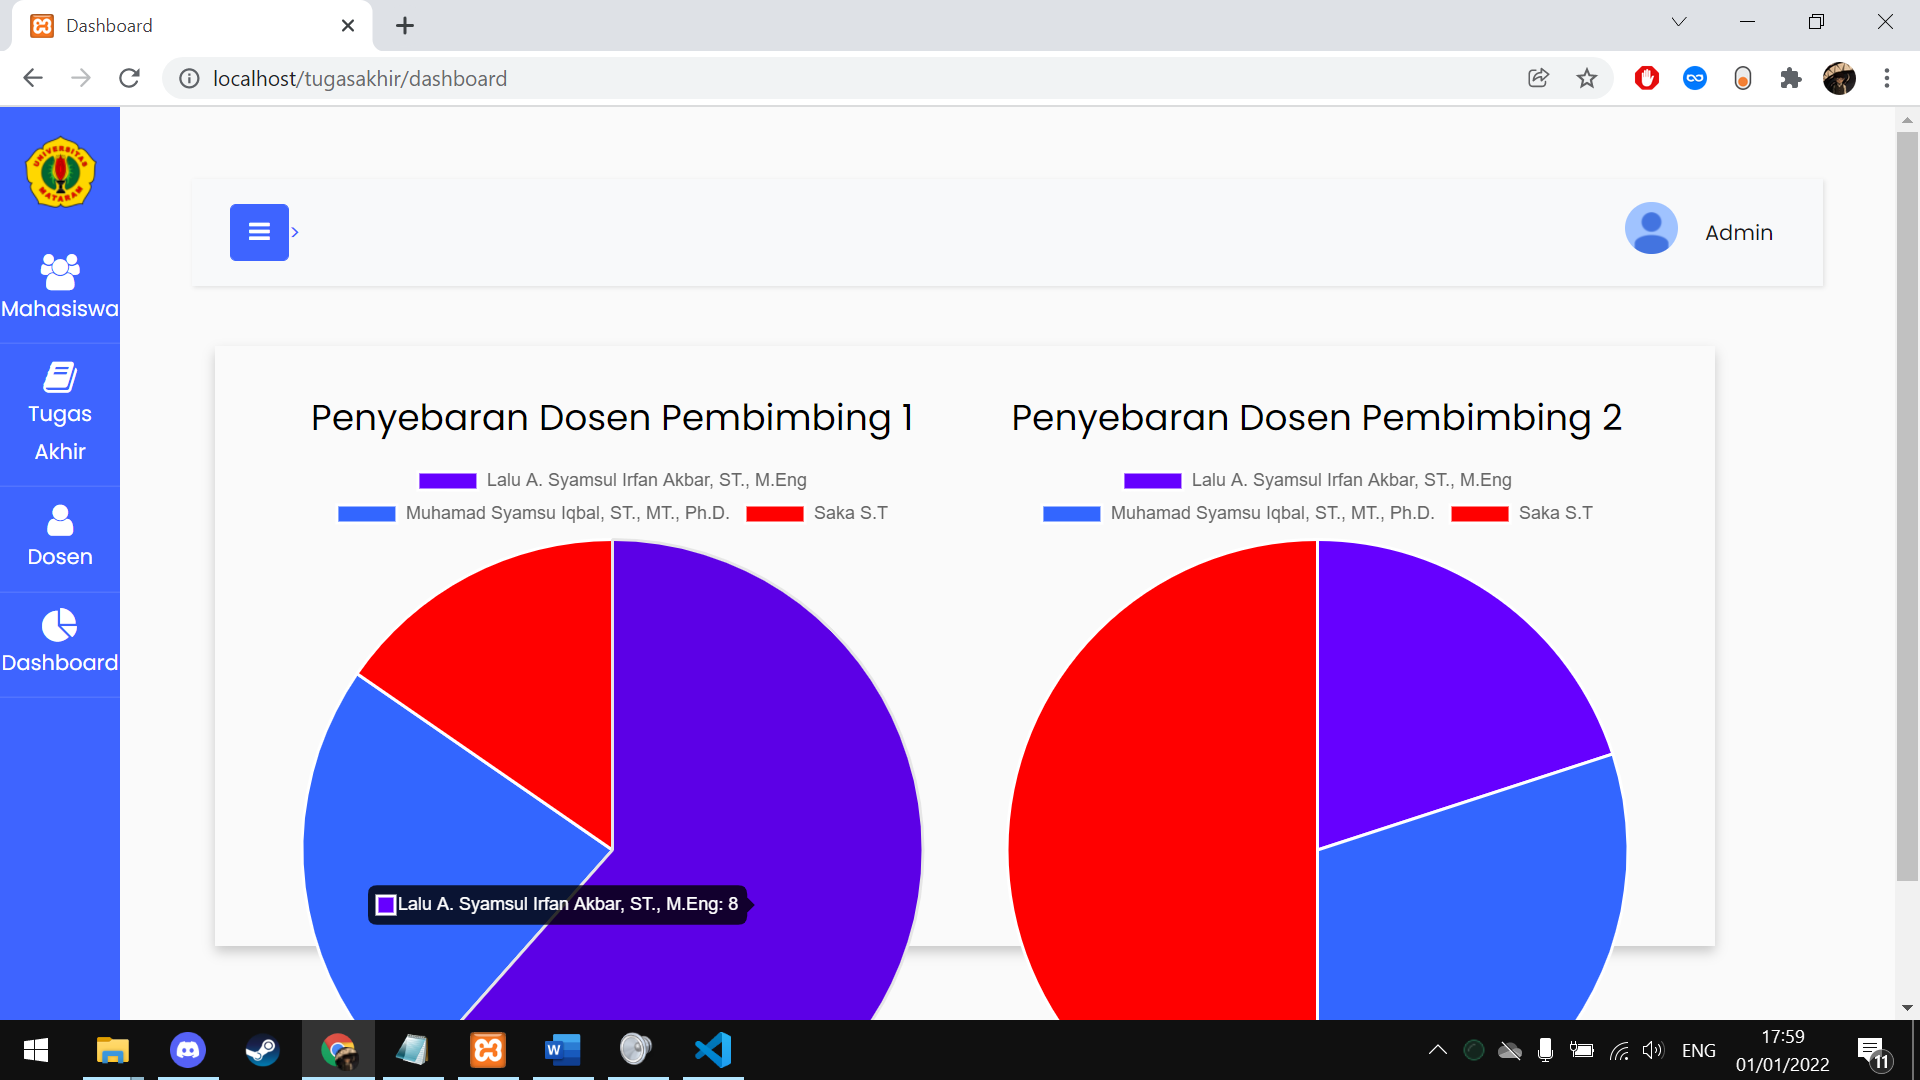 Dashboard
localhost/tugasakhir/dashboard
UNIVERSITAS
MATARAM
Mahasiswa
Tugas
Akhir
Dosen
Dashboard
>
Admin
Penyebaran Dosen Pembimbing 1
Lalu A. Syamsul Irfan Akbar, ST., M.Eng
Muhamad Syamsu Iqbal, ST., MT., Ph.D. Saka S.T
Lalu A. Syamsul Irfan Akbar, ST., M.Eng: 8
Penyebaran Dosen Pembimbing 2
Lalu A. Syamsul Irfan Akbar, ST., M.Eng
Muhamad Syamsu Iqbal, ST., MT., Ph.D. Saka S.T
W
ENG
17:59
01/01/2022
11